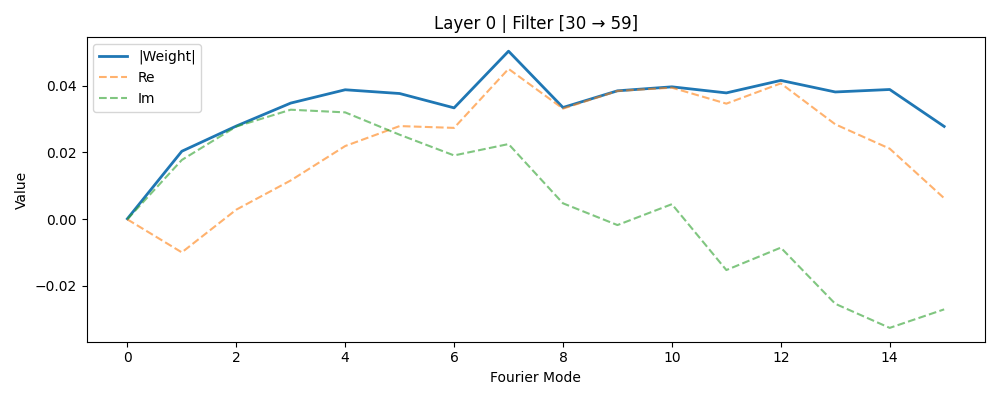 Layer 0 | Filter [30 → 59]
|Weight|
Re
Im
Value
0.04
0.02
0.00
−0.02
0 2 4 6 8 10 12 14
Fourier Mode